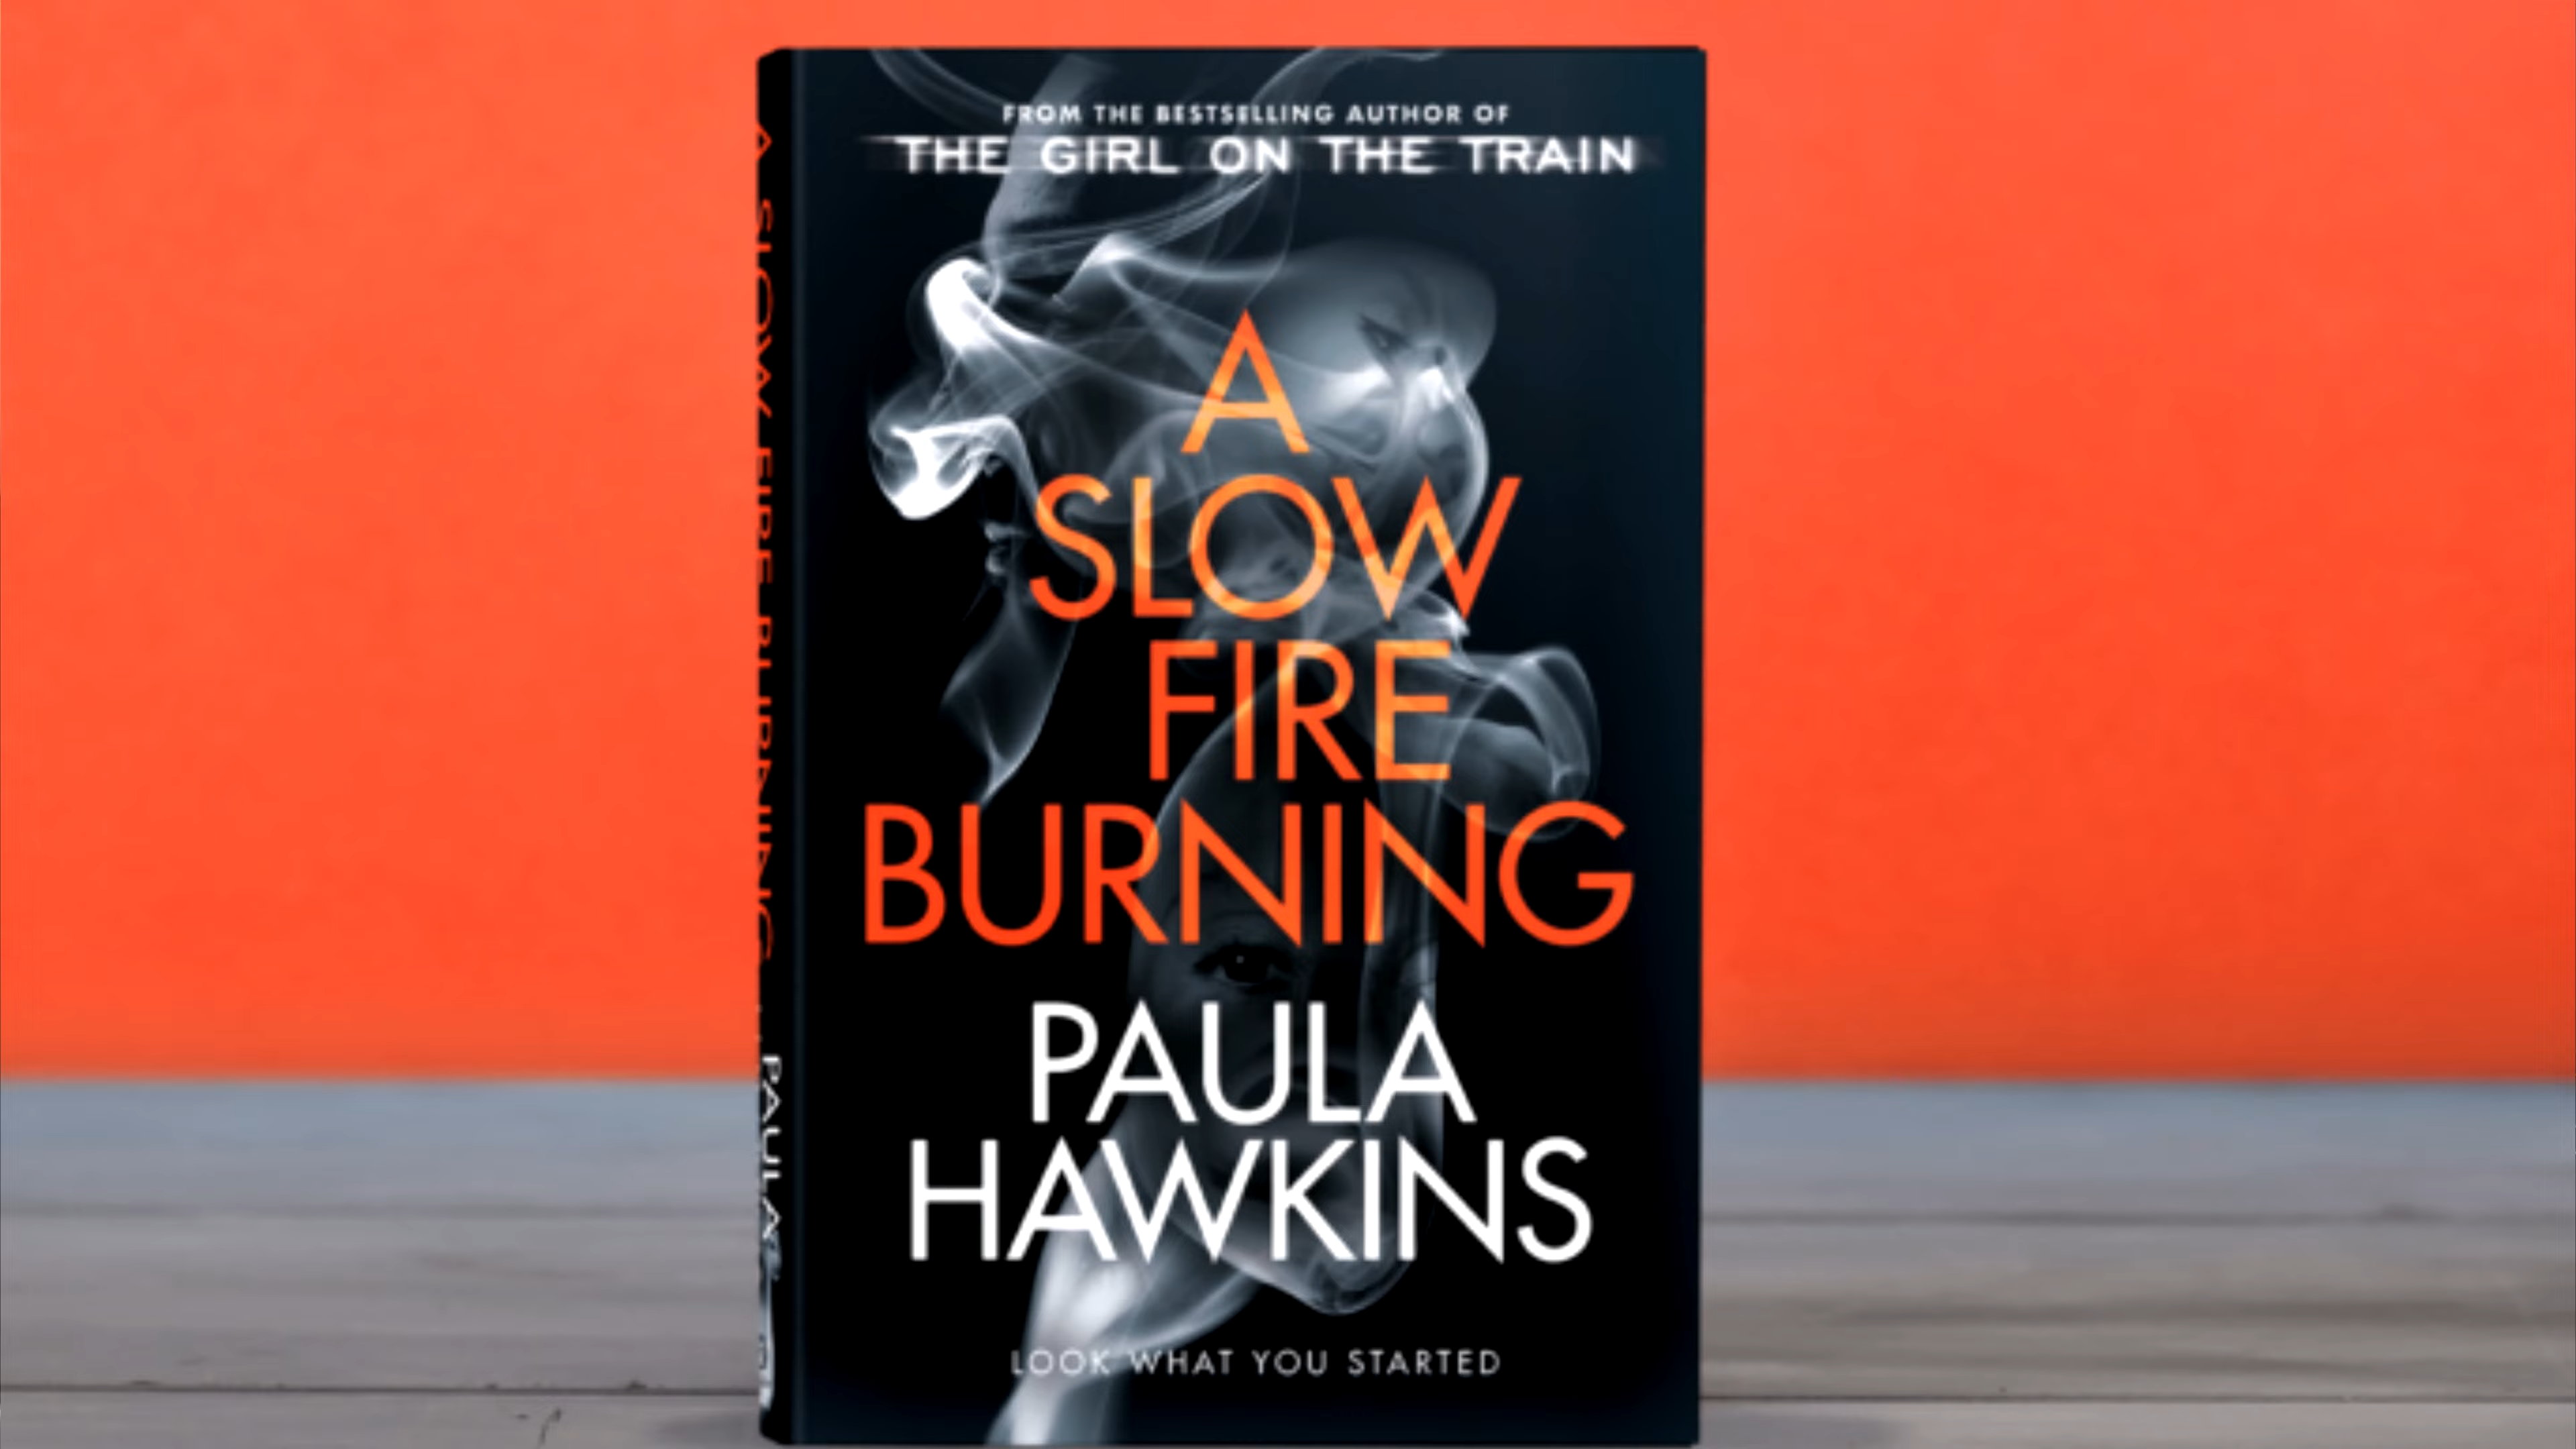 FROM THE BESTSELLING AUTHOR OF
THE GIRL ON THE TRAIN
A
SLOW
FIRE
BURNING
PAULA
HAWKINS
LOOK WHAT YOU STARTED
A SLOW FIRE BURNING
PAULA